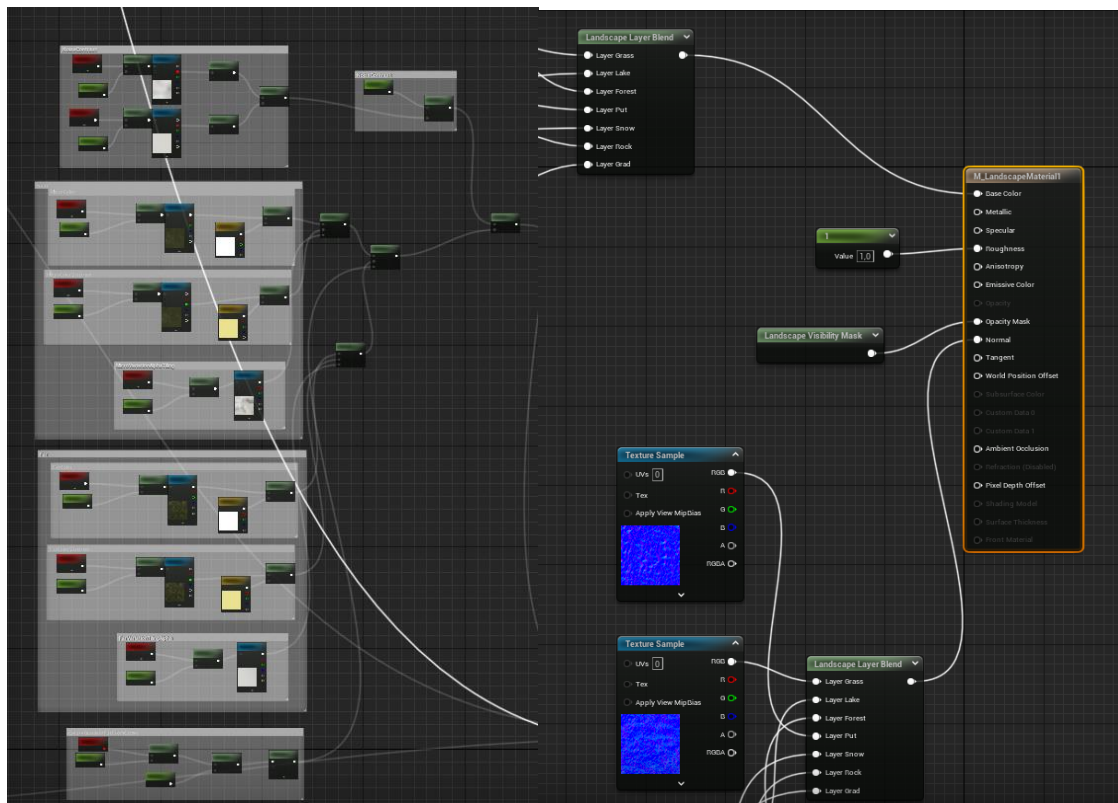 Landscape Layer Blend
Layer Grass
Layer Lake
Layer Forest
Layer Put
Layer Snow
Layer Rock
Layer Grad
M_LandscapeMaterial1
Base Color
Metallic
Specular
Roughness
Anisotropy
Emissive Color
Opacity
Opacity Mask
Normal
Tangent
World Position Offset
Subsurface Color
Custom Data 0
Custom Data 1
Ambient Occlusion
Refraction (Disabled)
Pixel Depth Offset
Shading Model
Surface Thickness
Front Material
1
Value 1,0
Landscape Visibility Mask
Texture Sample
UVs 0
Tex
Apply View MipBias
RGB
R
G
B
A
RGBA
Texture Sample
UVs 0
Tex
Apply View MipBias
RGB
R
G
B
A
RGBA
Landscape Layer Blend
Layer Grass
Layer Lake
Layer Forest
Layer Put
Layer Snow
Layer Rock
Layer Grad